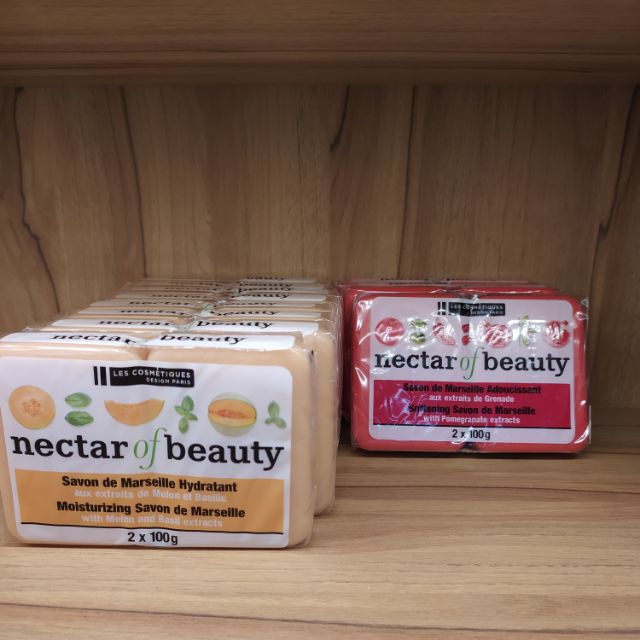 LES COSMÉTIQUES
DESIGN PARIS
nectar of beauty
Savon de Marseille Hydratant
aux extraits de Melon et Basilic
Moisturizing Savon de Marseille
with Melon and Basil extracts
2 x 100g
LES COSMÉTIQUES
DESIGN PARIS
nectar of beauty
Savon de Marseille Adoucissant
aux extraits de Grenade
Softening Savon de Marseille
with Pomegranate extracts
2 x 100g